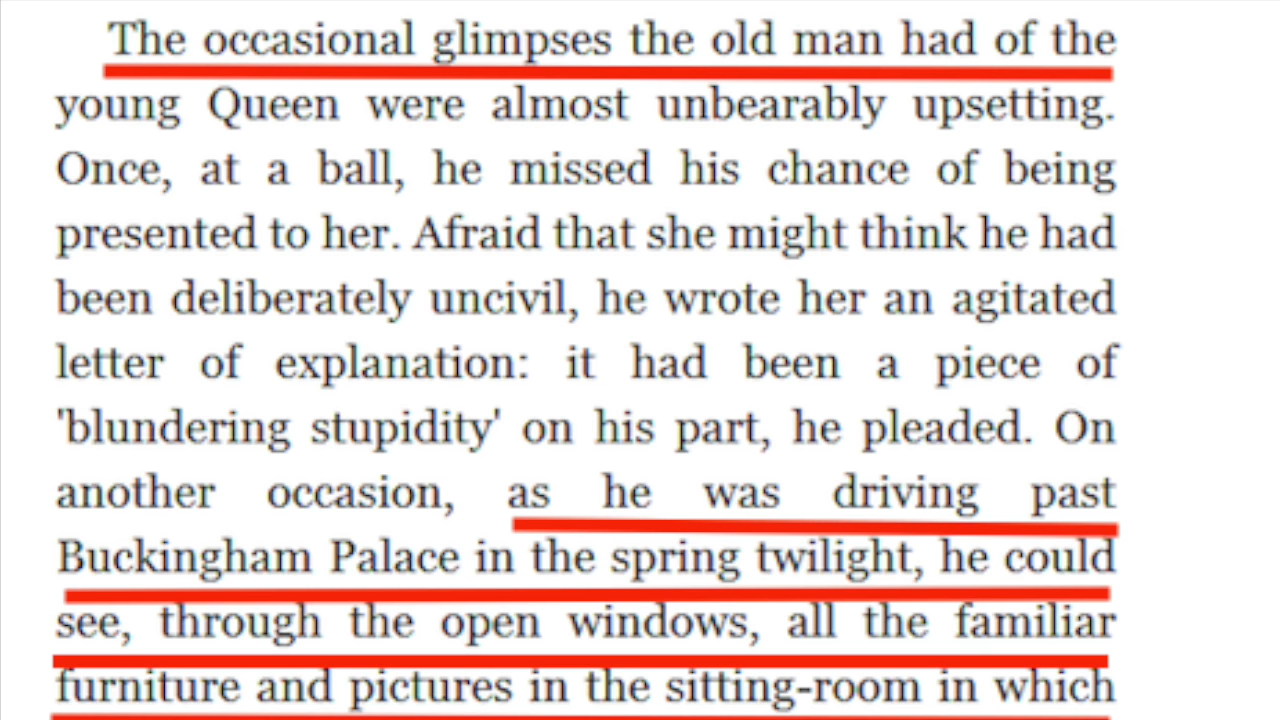 The occasional glimpses the old man had of the
young Queen were almost unbearably upsetting.
Once, at a ball, he missed his chance of being
presented to her. Afraid that she might think he had
been deliberately uncivil, he wrote her an agitated
letter of explanation: it had been a piece of
'blundering stupidity' on his part, he pleaded. On
another occasion, as he was driving past
Buckingham Palace in the spring twilight, he could
see, through the open windows, all the familiar
furniture and pictures in the sitting-room in which